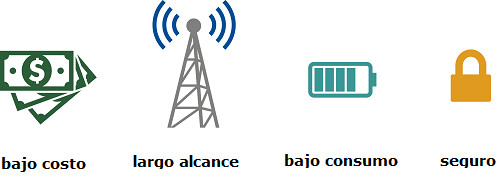 $
bajo costo
largo alcance
bajo consumo
seguro